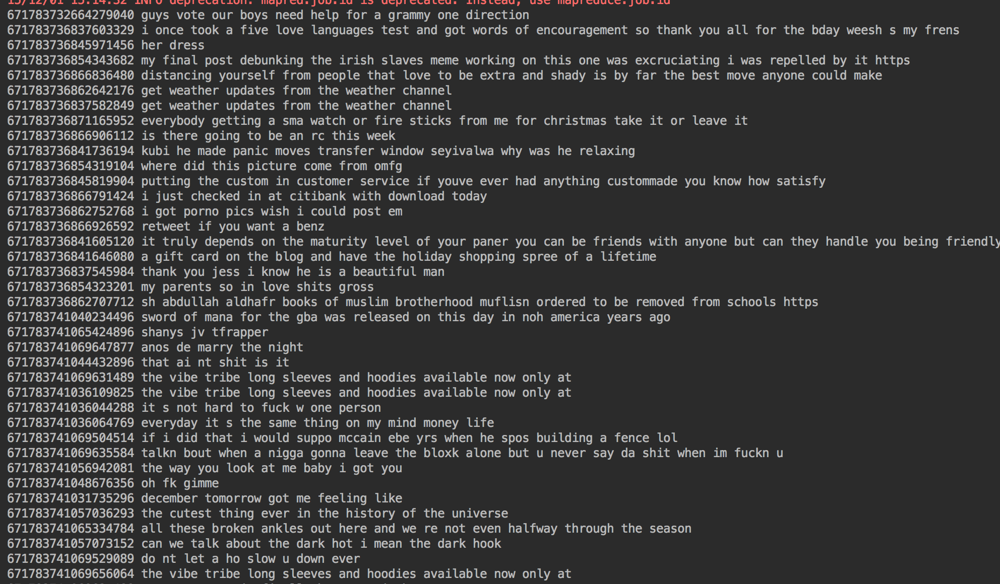 15/12/01 15:14:32 INFO deprecation: mapred.job.id is deprecated. Instead, use mapreduce.job.id
671783732664279040 guys vote our boys need help for a grammy one direction
671783736837603329 i once took a five love languages test and got words of encouragement so thank you all for the bday weesh s my frens
671783736845971456 her dress
671783736854343682 my final post debunking the irish slaves meme working on this one was excruciating i was repelled by it https
671783736866836480 distancing yourself from people that love to be extra and shady is by far the best move anyone could make
671783736862642176 get weather updates from the weather channel
671783736837582849 get weather updates from the weather channel
671783736871165952 everybody getting a sma watch or fire sticks from me for christmas take it or leave it
671783736866906112 is there going to be an rc this week
671783736841736194 kubi he made panic moves transfer window seyivalwa why was he relaxing
671783736854319104 where did this picture come from omfg
671783736845819904 putting the custom in customer service if youve ever had anything custommade you know how satisfy
671783736866791424 i just checked in at citibank with download today
671783736862752768 i got porno pics wish i could post em
671783736866926592 retweet if you want a benz
671783736841605120 it truly depends on the maturity level of your paner you can be friends with anyone but can they handle you being friendly
671783736841646080 a gift card on the blog and have the holiday shopping spree of a lifetime
671783736837545984 thank you jess i know he is a beautiful man
671783736854323201 my parents so in love shits gross
671783736862707712 sh abdullah aldhafr books of muslim brotherhood muflisn ordered to be removed from schools https
671783741040234496 sword of mana for the gba was released on this day in noh america years ago
671783741065424896 shanys jv tfrapper
671783741069647877 anos de marry the night
671783741044432896 that ai nt shit is it
671783741069631489 the vibe tribe long sleeves and hoodies available now only at
671783741036109825 the vibe tribe long sleeves and hoodies available now only at
671783741036044288 it s not hard to fuck w one person
671783741036064769 everyday it s the same thing on my mind money life
671783741069504514 if i did that i would suppo mccain ebe yrs when he spos building a fence lol
671783741069635584 talkn bout when a nigga gonna leave the bloxk alone but u never say da shit when im fuckn u
671783741056942081 the way you look at me baby i got you
671783741048676356 oh fk gimme
671783741031735296 december tomorrow got me feeling like
671783741057036293 the cutest thing ever in the history of the universe
671783741065334784 all these broken ankles out here and we re not even halfway through the season
671783741057073152 can we talk about the dark hot i mean the dark hook
671783741069529089 do nt let a ho slow u down ever
671783741069656064 the vibe tribe long sleeves and hoodies available now only at